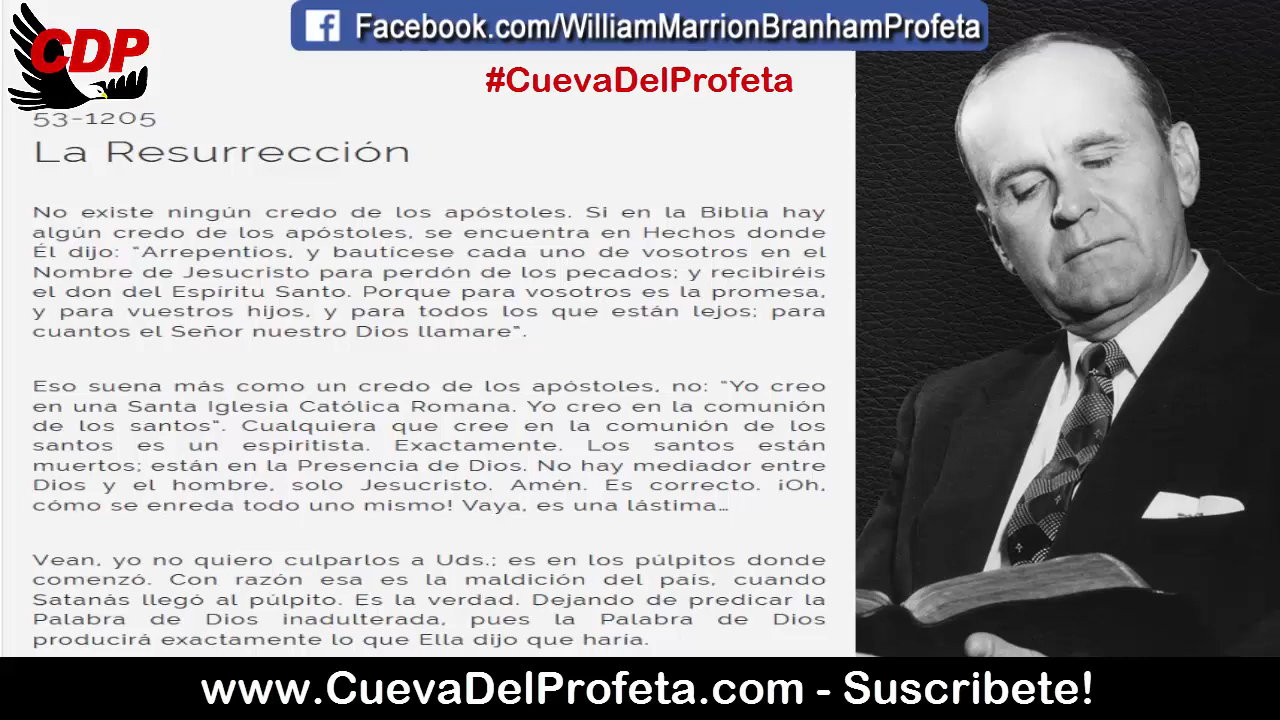 Facebook.com/WilliamMarrionBranhamProfeta
CDP
#CuevaDelProfeta
53-1205
La Resurrección
No existe ningún credo de los apóstoles. Si en la Biblia hay
algún credo de los apóstoles, se encuentra en Hechos donde
Él dijo: “Arrepentíos, y bautícese cada uno de vosotros en el
Nombre de Jesucristo para perdón de los pecados; y recibiréis
el don del Espíritu Santo. Porque para vosotros es la promesa,
y para vuestros hijos, y para todos los que están lejos; para
cuantos el Señor nuestro Dios llamare”.
Eso suena más como un credo de los apóstoles, no: “Yo creo
en una Santa Iglesia Católica Romana. Yo creo en la comunión
de los santos”. Cualquiera que cree en la comunión de los
santos es un espiritista. Exactamente. Los santos están
muertos; están en la Presencia de Dios. No hay mediador entre
Dios y el hombre, solo Jesucristo. Amén. Es correcto. ¡Oh,
cómo se enreda todo uno mismo! Vaya, es una lástima…
Vean, yo no quiero culparlos a Uds.; es en los púlpitos donde
comenzó. Con razón esa es la maldición del país, cuando
Satanás llegó al púlpito. Es la verdad. Dejando de predicar la
Palabra de Dios inadulterada, pues la Palabra de Dios
producirá exactamente lo que Ella dijo que haría.
www.CuevaDelProfeta.com - Suscribete!